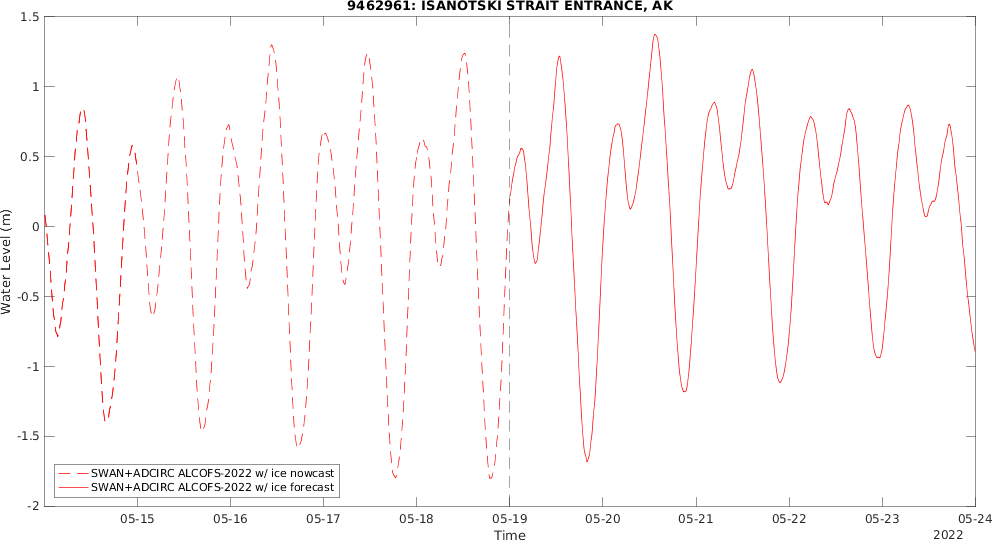 9462961: ISANOTSKI STRAIT ENTRANCE, AK
Water Level (m)
1.5
1
0.5
0
-0.5
-1
-1.5
-2
SWAN+ADCIRC ALCOFS-2022 w/ ice nowcast
SWAN+ADCIRC ALCOFS-2022 w/ ice forecast
05-15 05-16 05-17 05-18 05-19 05-20 05-21 05-22 05-23 05-24
Time
2022